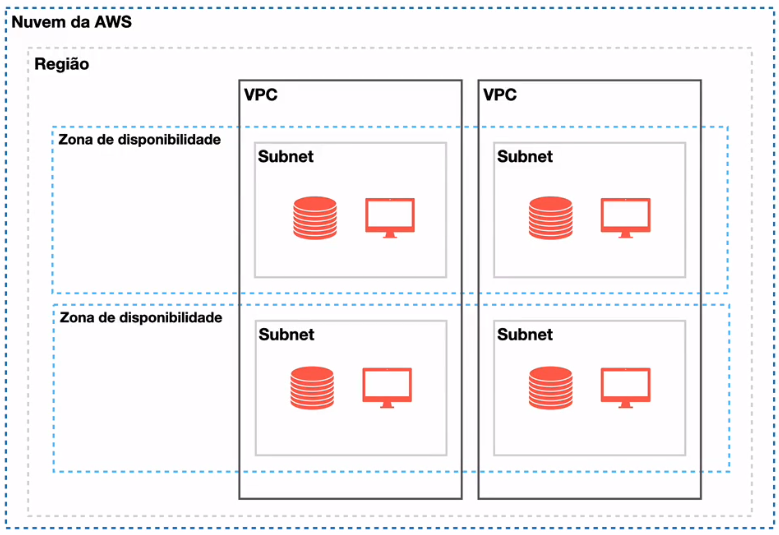 Nuvem da AWS
Região
VPC
VPC
Zona de disponibilidade
Subnet
Subnet
Zona de disponibilidade
Subnet
Subnet